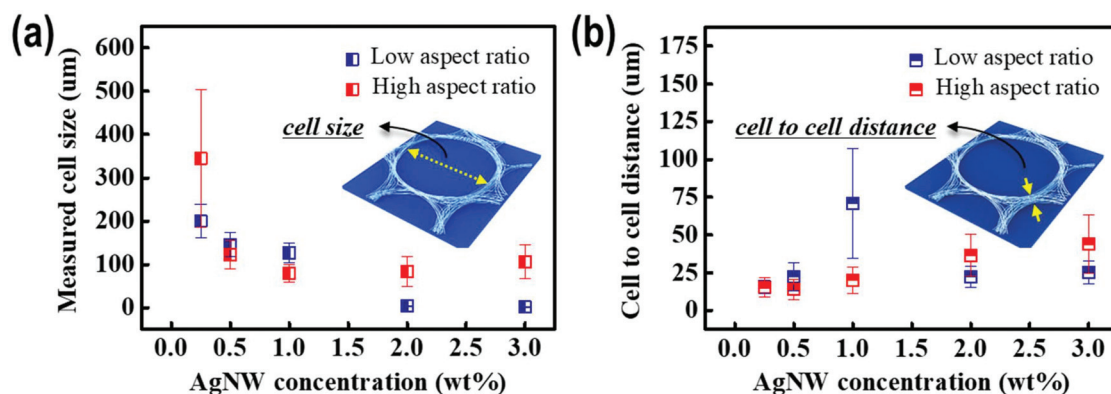 (a)
Measured cell size (um)
600
500
400
300
200
100
0
Low aspect ratio
High aspect ratio
cell size
0.0 0.5 1.0 1.5 2.0 2.5 3.0
AgNW concentration (wt%)
(b)
Cell to cell distance (um)
175
150
125
100
75
50
25
0
Low aspect ratio
High aspect ratio
cell to cell distance
0.0 0.5 1.0 1.5 2.0 2.5 3.0
AgNW concentration (wt%)